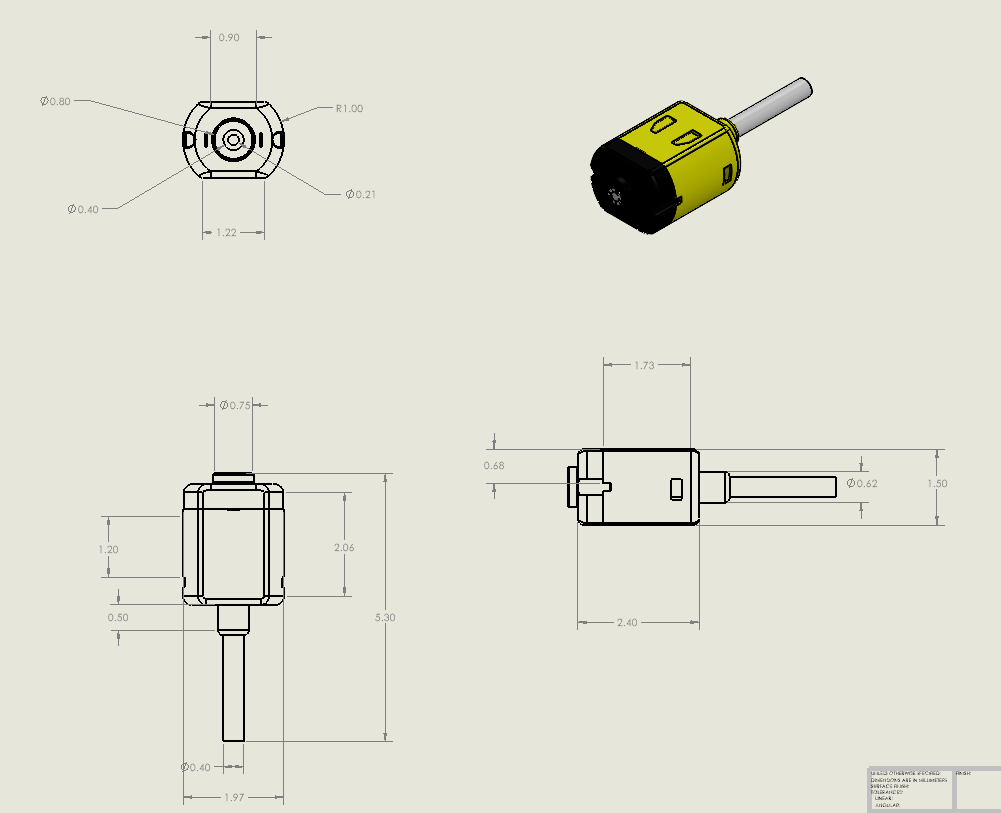 0.90
Ø0.80
R1.00
Ø0.21
Ø0.40
1.22
1.73
Ø0.75
0.68
Ø0.62
1.50
1.20
2.06
0.50
5.30
2.40
Ø0.40
1.97
UNLESS OTHERWISE SPECIFIED:
FINISH:
DIMENSIONS ARE IN MILLIMETERS
SURFACE FINISH:
TOLERANCES:
LINEAR:
ANGULAR: